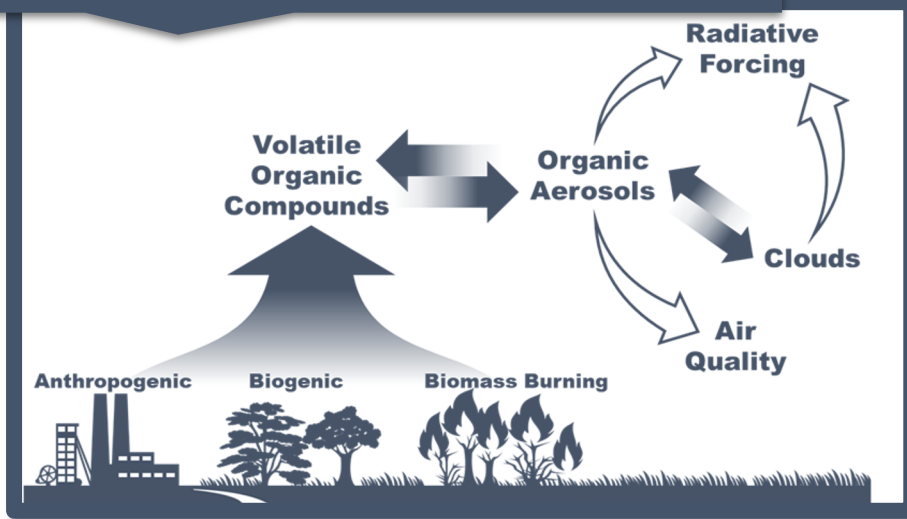 Radiative
Forcing
Volatile
Organic
Compounds
Organic
Aerosols
Clouds
Air
Quality
Anthropogenic
Biogenic
Biomass Burning